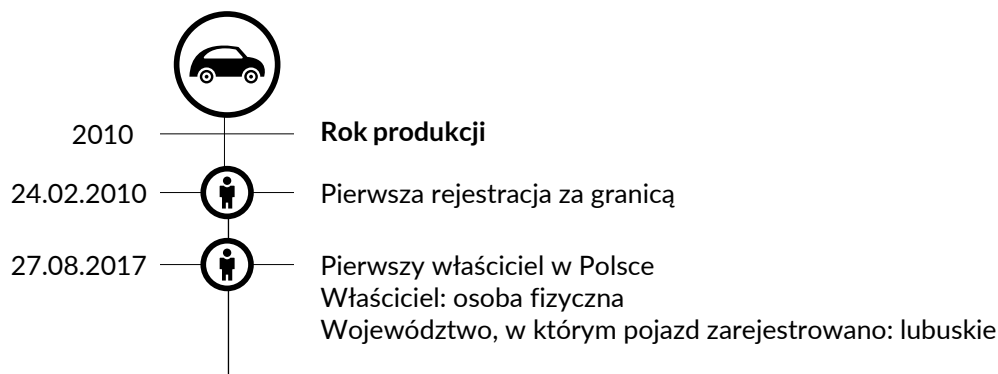 2010 Rok produkcji
24.02.2010 Pierwsza rejestracja za granicą
27.08.2017 Pierwszy właściciel w Polsce
Właściciel: osoba fizyczna
Województwo, w którym pojazd zarejestrowano: lubuskie